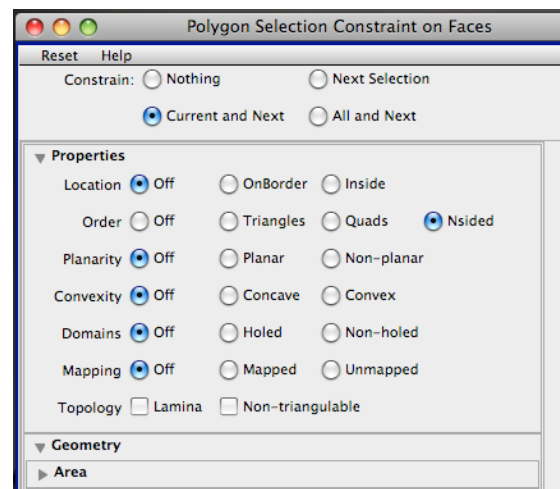 Polygon Selection Constraint on Faces
Reset Help
Constrain: Nothing Next Selection
Current and Next All and Next
Properties
Location Off OnBorder Inside
Order Off Triangles Quads Nsided
Planarity Off Planar Non-planar
Convexity Off Concave Convex
Domains Off Holed Non-holed
Mapping Off Mapped Unmapped
Topology Lamina Non-triangulable
Geometry
Area